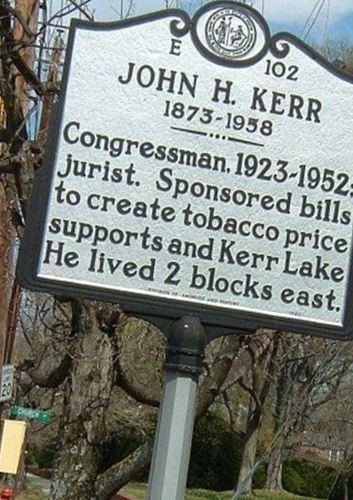 E
102
JOHN H. KERR
1873-1958
Congressman, 1923-1952;
jurist. Sponsored bills
to create tobacco price
supports and Kerr Lake
He lived 2 blocks east.
20
CHURCH